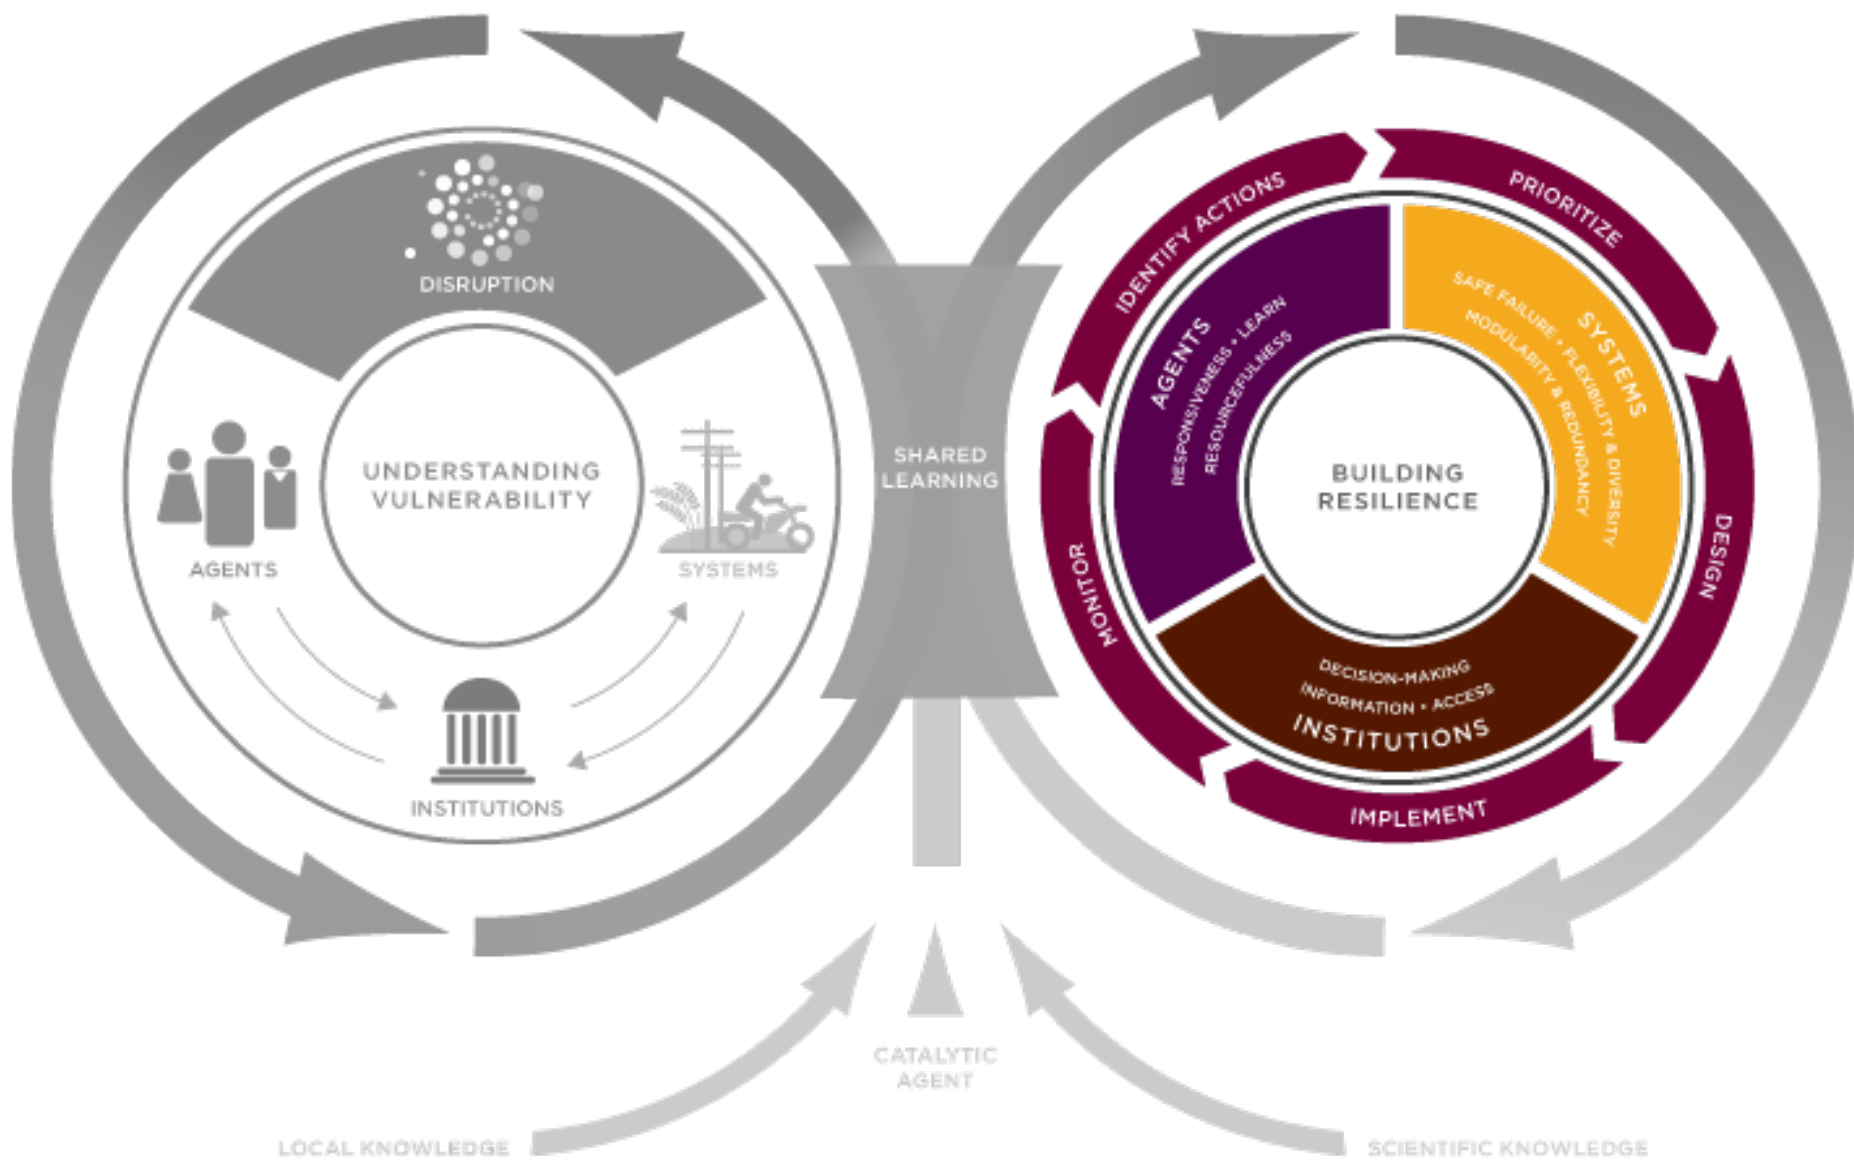 DISRUPTION
UNDERSTANDING
VULNERABILITY
AGENTS
SYSTEMS
INSTITUTIONS
SHARED
LEARNING
IDENTIFY ACTIONS
PRIORITIZE
DESIGN
IMPLEMENT
MONITOR
AGENTS
RESPONSIVENESS • LEARN
RESOURCEFULNESS
SYSTEMS
SAFE FAILURE • FLEXIBILITY & DIVERSITY
MODULARITY & REDUNDANCY
BUILDING
RESILIENCE
DECISION-MAKING
INFORMATION • ACCESS
INSTITUTIONS
CATALYTIC
AGENT
LOCAL KNOWLEDGE
SCIENTIFIC KNOWLEDGE